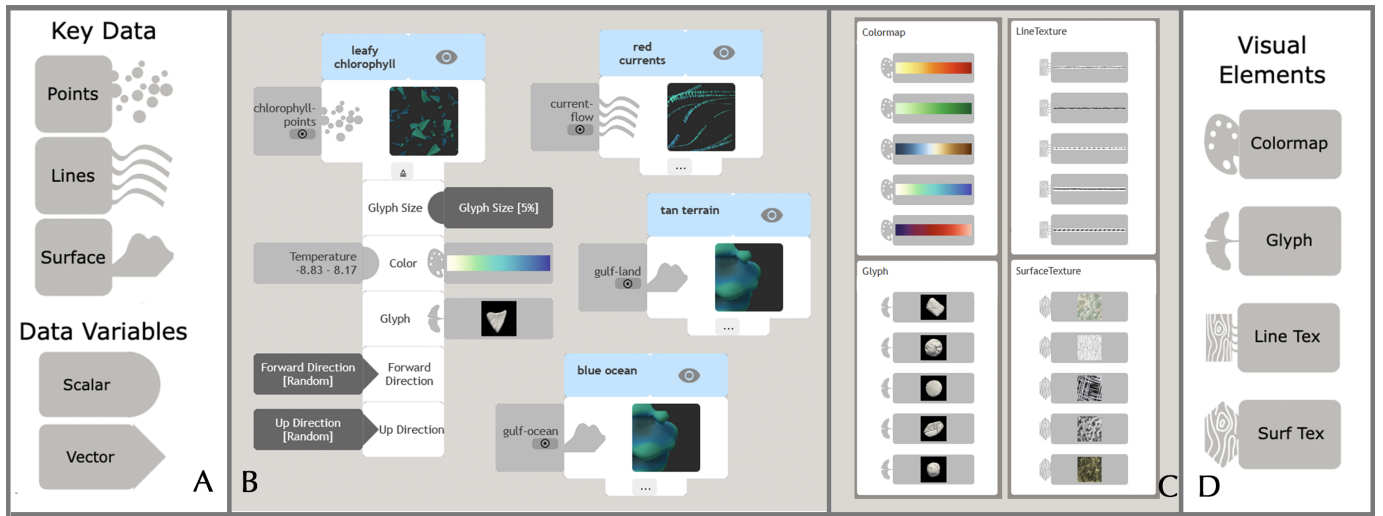 Key Data
Points
Lines
Surface
Data Variables
Scalar
Vector
A
leafy
chlorophyll
chlorophyll-
points
Glyph Size
Glyph Size [5%]
Temperature
-8.83 - 8.17
Color
Glyph
Forward Direction
[Random]
Forward
Direction
Up Direction
[Random]
Up Direction
red
currents
current-
flow
...
tan terrain
gulf-land
...
blue ocean
gulf-ocean
...
B
Colormap
LineTexture
Glyph
SurfaceTexture
C
Visual
Elements
Colormap
Glyph
Line Tex
Surf Tex
D